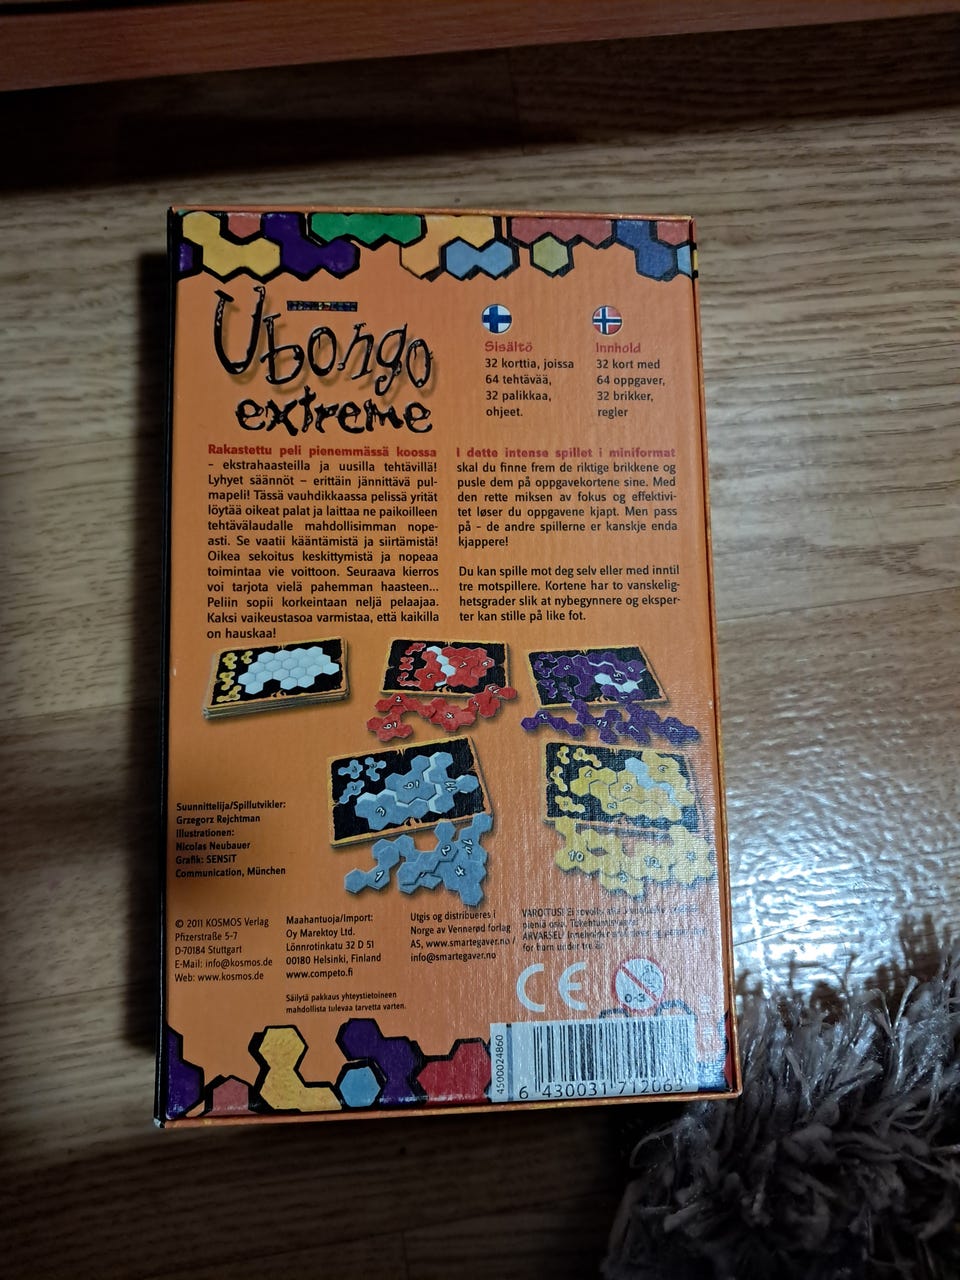 Ubongo
extreme
Sisältö
32 korttia, joissa
64 tehtävää,
32 palikkaa,
ohjeet.
Innhold
32 kort med
64 oppgaver,
32 brikker,
regler
Rakastettu peli pienemmässä koossa
– ekstrahaasteilla ja uusilla tehtävillä!
Lyhyet säännöt – erittäin jännittävä pul-
mapeli! Tässä vauhdikkaassa pelissä yrität
löytää oikeat palat ja laittaa ne paikoilleen
tehtävälaudalle mahdollisimman nope-
asti. Se vaatii kääntämistä ja siirtämistä!
Oikea sekoitus keskittymistä ja nopeaa
toimintaa vie voittoon. Seuraava kierros
voi tarjota vielä pahemman haasteen...
Peliin sopii korkeintaan neljä pelaajaa.
Kaksi vaikeustasoa varmistaa, että kaikilla
on hauskaa!
I dette intense spillet i miniformat
skal du finne frem de riktige brikkene og
pusle dem på oppgavekortene sine. Med
den rette miksen av fokus og effektivi-
tet løser du oppgavene kjapt. Men pass
på - de andre spillerne er kanskje enda
kjappere!
Du kan spille mot deg selv eller med inntil
tre motspillere. Kortene har to vanskelig-
hetsgrader slik at nybegynnere og eksper-
ter kan stille på like fot.
Suunnittelija/Spillutvikler:
Grzegorz Rejchtman
Illustrationen:
Nicolas Neubauer
Grafik: SENSIT
Communication, München
© 2011 KOSMOS Verlag
Pfizerstraße 5-7
D-70184 Stuttgart
E-Mail: info@kosmos.de
Web: www.kosmos.de
Maahantuoja/Import:
Oy Marektoy Ltd.
Lönnrotinkatu 32 D 51
00180 Helsinki, Finland
www.competo.fi
Säilytä pakkaus yhteystietoineen
mahdollista tulevaa tarvetta varten.
Utgis og distribueres i
Norge av Vennerød forlag
AS, www.smartegaver.no /
info@smartegaver.no
VAROITUS! Ei
pieniä osia. Tukehtumisvaara.
ADVARSEL!
for barn under tre år.
CE
0-3
4500024860
6 430031 712063